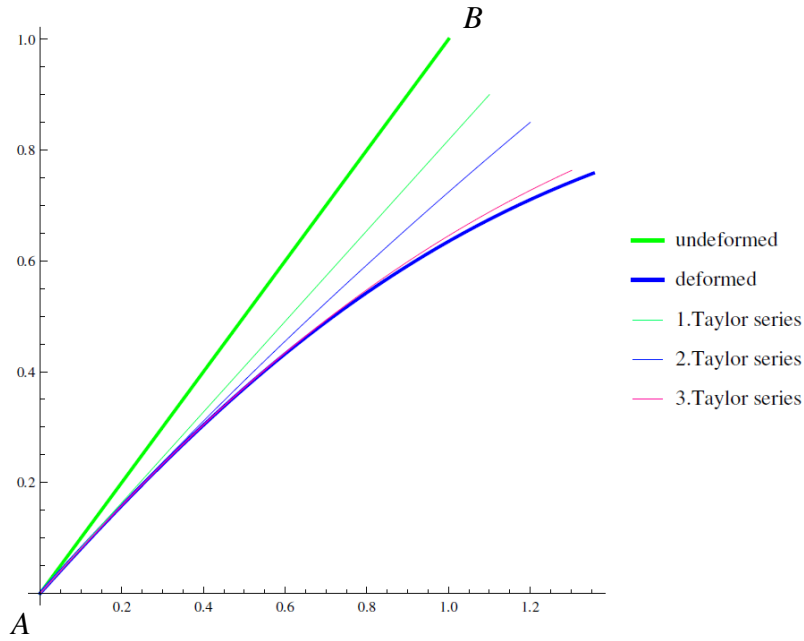 B
1.0
0.8
0.6
0.4
0.2
0.2 0.4 0.6 0.8 1.0 1.2
A
undeformed
deformed
1.Taylor series
2.Taylor series
3.Taylor series